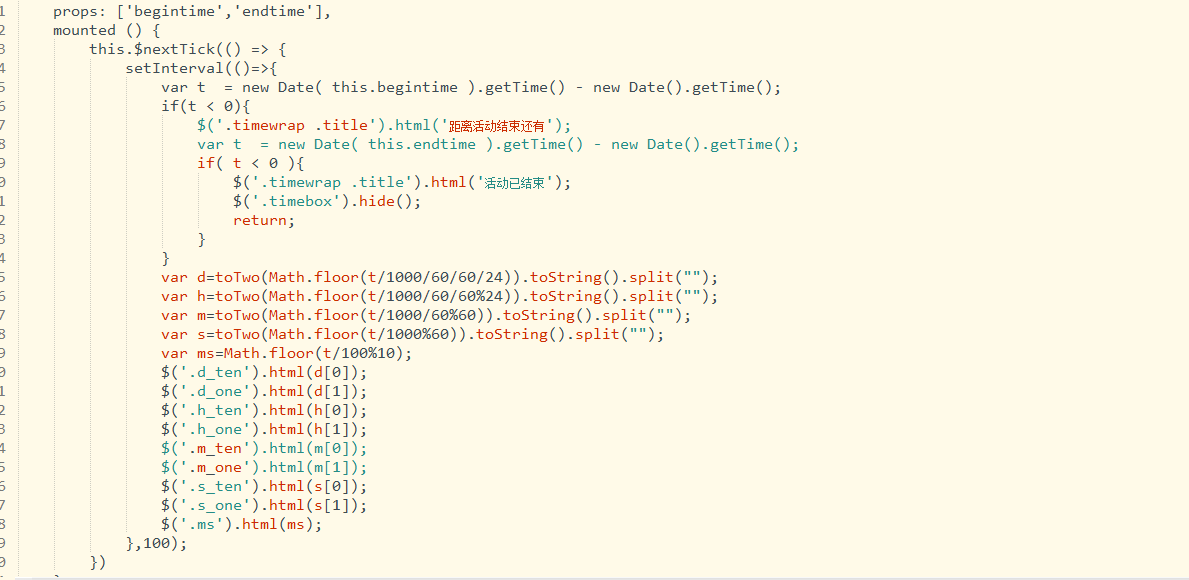 1 props: ['begintime','endtime'],
2 mounted () {
3 this.$nextTick(() => {
4 setInterval(()=>{
5 var t  = new Date( this.begintime ).getTime() - new Date().getTime();
6 if(t < 0){
7 $('.timewrap .title').html('距离活动结束还有');
8 var t  = new Date( this.endtime ).getTime() - new Date().getTime();
9 if( t < 0 ){
0 $('.timewrap .title').html('活动已结束');
1 $('.timebox').hide();
2 return;
3 }
4 }
5 var d=toTwo(Math.floor(t/1000/60/60/24)).toString().split("");
6 var h=toTwo(Math.floor(t/1000/60/60%24)).toString().split("");
7 var m=toTwo(Math.floor(t/1000/60%60)).toString().split("");
8 var s=toTwo(Math.floor(t/1000%60)).toString().split("");
9 var ms=Math.floor(t/100%10);
0 $('.d_ten').html(d[0]);
1 $('.d_one').html(d[1]);
2 $('.h_ten').html(h[0]);
3 $('.h_one').html(h[1]);
4 $('.m_ten').html(m[0]);
5 $('.m_one').html(m[1]);
6 $('.s_ten').html(s[0]);
7 $('.s_one').html(s[1]);
8 $('.ms').html(ms);
9 },100);
0 })